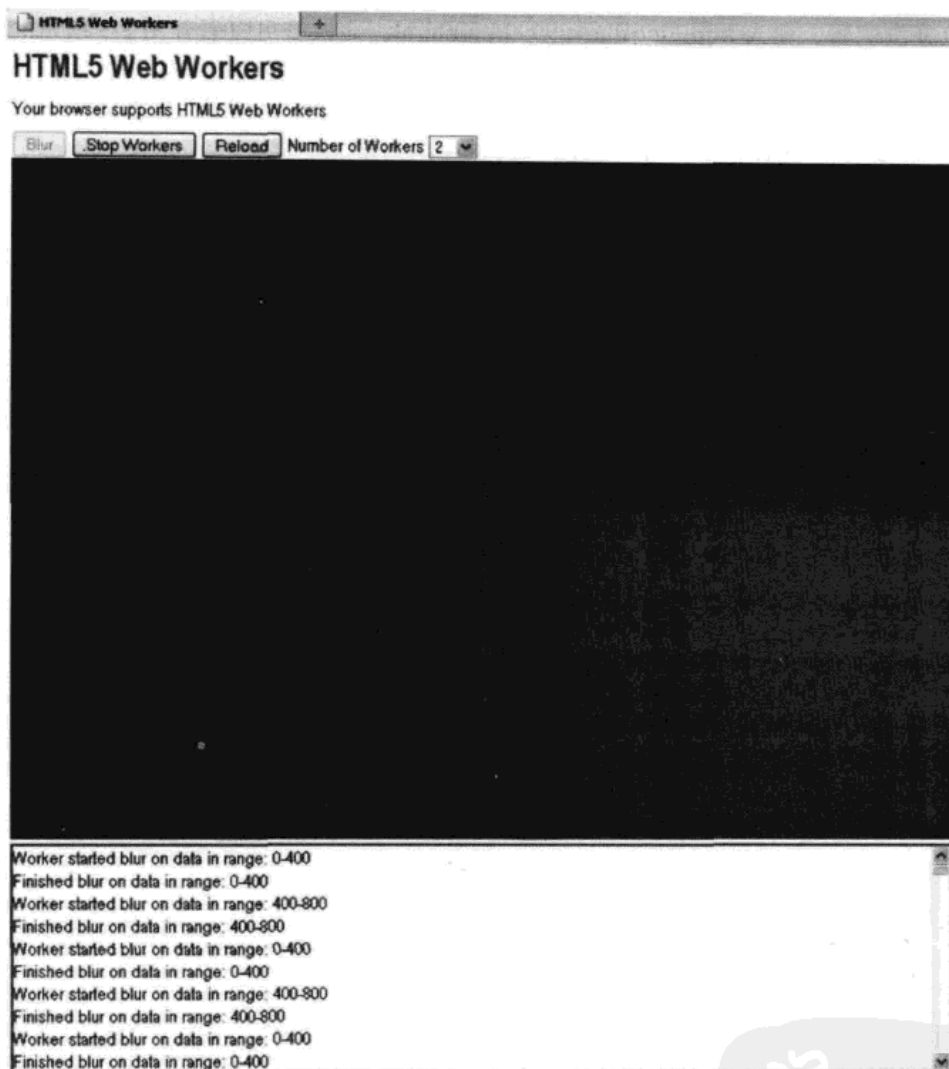 HTML5 Web Workers
+
HTML5 Web Workers
Your browser supports HTML5 Web Workers
Blur Stop Workers Reload Number of Workers 2
Worker started blur on data in range: 0-400
Finished blur on data in range: 0-400
Worker started blur on data in range: 400-800
Finished blur on data in range: 400-800
Worker started blur on data in range: 0-400
Finished blur on data in range: 0-400
Worker started blur on data in range: 400-800
Finished blur on data in range: 400-800
Worker started blur on data in range: 0-400
Finished blur on data in range: 0-400